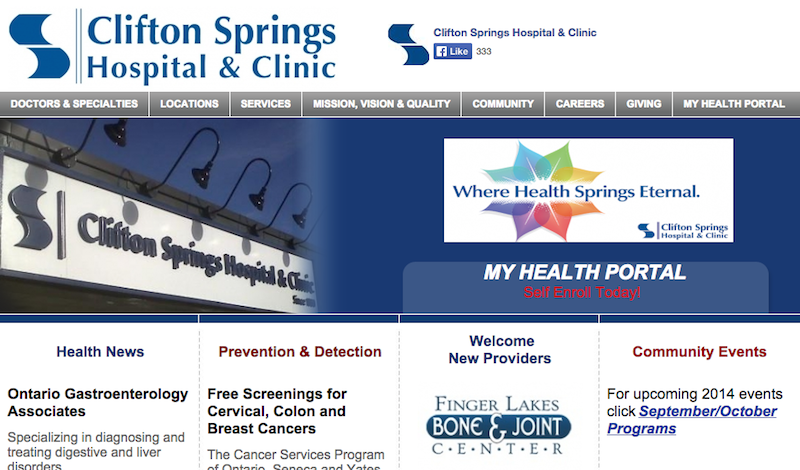 Clifton Springs
Hospital & Clinic
Clifton Springs Hospital & Clinic
Like 333
DOCTORS & SPECIALTIES LOCATIONS SERVICES MISSION, VISION & QUALITY COMMUNITY CAREERS GIVING MY HEALTH PORTAL
Clifton Springs Hospital & Clinic
Since
Where Health Springs Eternal.
Clifton Springs
Hospital & Clinic
MY HEALTH PORTAL
Self Enroll Today!
Health News
Ontario Gastroenterology
Associates
Specializing in diagnosing and
treating digestive and liver
disorders
Prevention & Detection
Free Screenings for
Cervical, Colon and
Breast Cancers
The Cancer Services Program
of Ontario, Seneca and Yates
Welcome
New Providers
FINGER LAKES
BONE & JOINT
C·E·N·T·E·R
Community Events
For upcoming 2014 events
click September/October
Programs